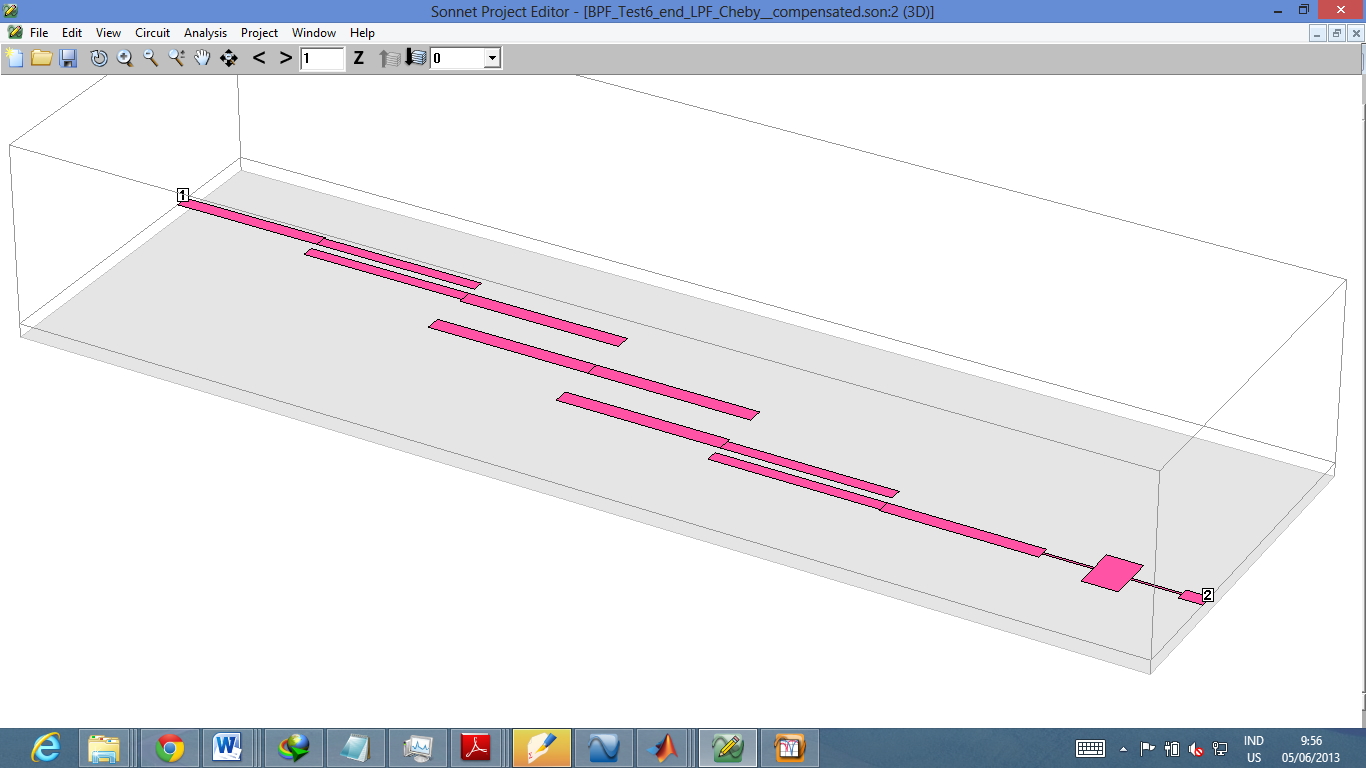 Sonnet Project Editor - [BPF_Test6_end_LPF_Cheby__compensated.son:2 (3D)]
File Edit View Circuit Analysis Project Window Help
< > 1 Z 0
1
2
IND 9:56
US 05/06/2013